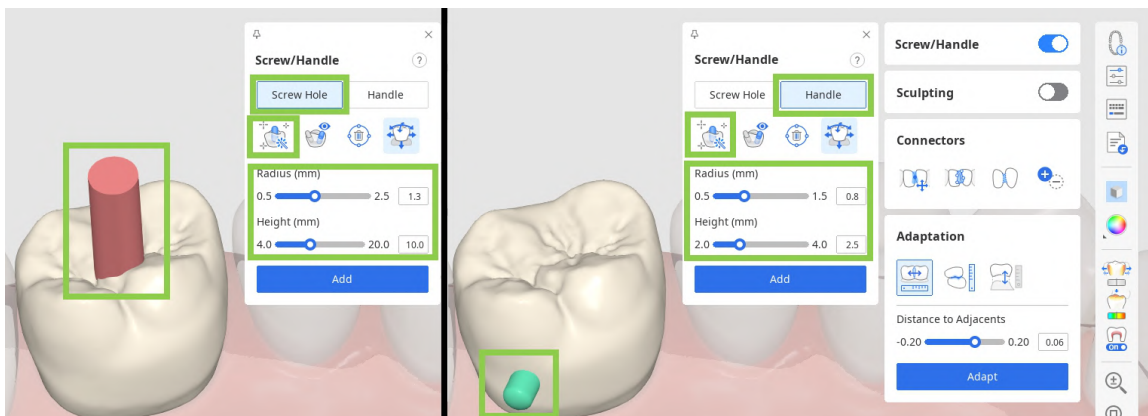 Screw/Handle
?
Screw Hole
Handle
Radius (mm)
0.5
2.5
1.3
Height (mm)
4.0
20.0
10.0
Add
Screw/Handle
?
Screw Hole
Handle
Radius (mm)
0.5
1.5
0.8
Height (mm)
2.0
4.0
2.5
Add
Screw/Handle
Sculpting
Connectors
Adaptation
Distance to Adjacents
-0.20
0.20
0.06
Adapt
ON